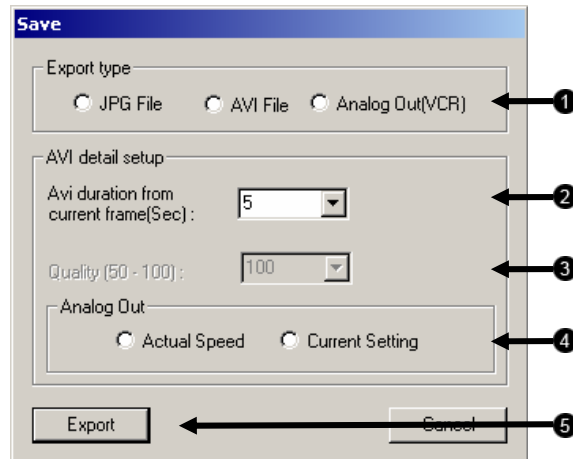 Save
Export type
JPG File AVI File Analog Out(VCR) 1
AVI detail setup
Avi duration from
current frame(Sec) : 5 2
Quality (50 - 100) : 100 3
Analog Out
Actual Speed Current Setting 4
Export Cancel 5